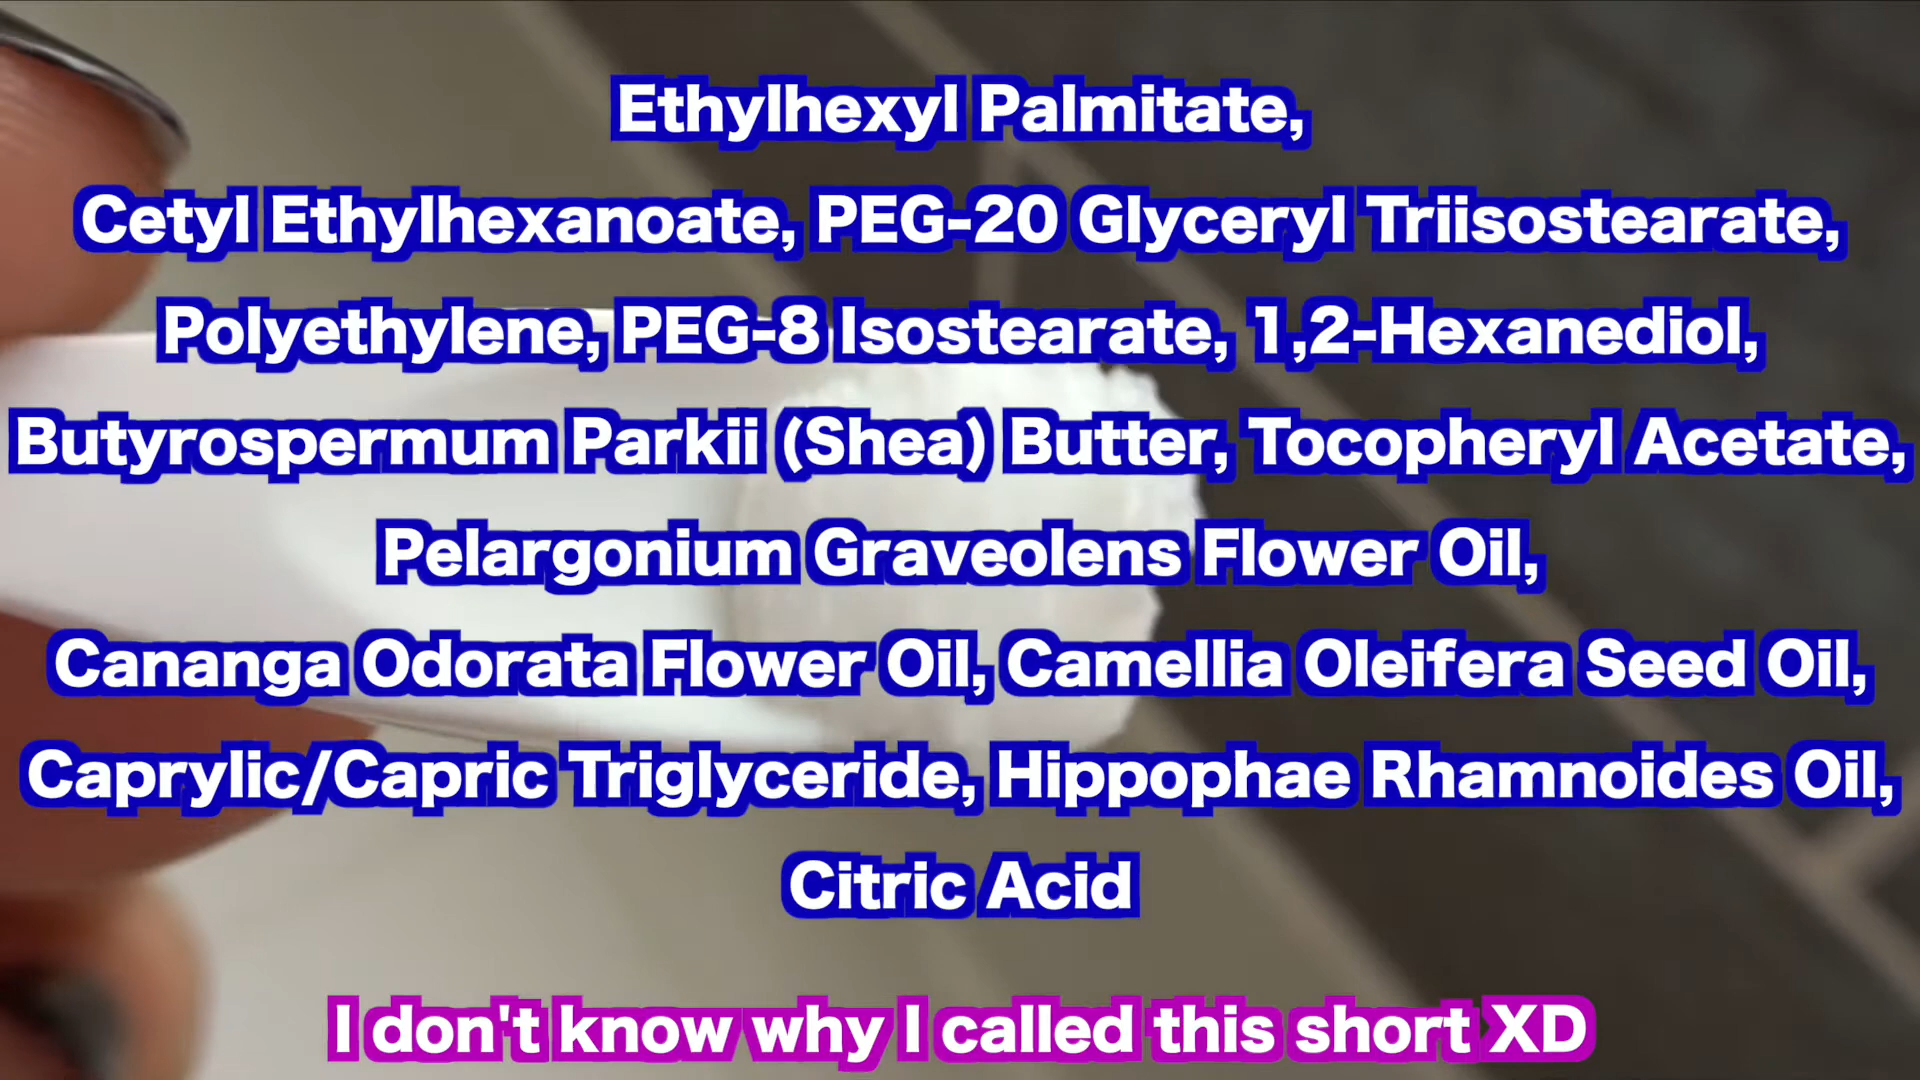 Ethylhexyl Palmitate,
Cetyl Ethylhexanoate, PEG-20 Glyceryl Triisostearate,
Polyethylene, PEG-8 Isostearate, 1,2-Hexanediol,
Butyrospermum Parkii (Shea) Butter, Tocopheryl Acetate,
Pelargonium Graveolens Flower Oil,
Cananga Odorata Flower Oil, Camellia Oleifera Seed Oil,
Caprylic/Capric Triglyceride, Hippophae Rhamnoides Oil,
Citric Acid
I don't know why I called this short XD